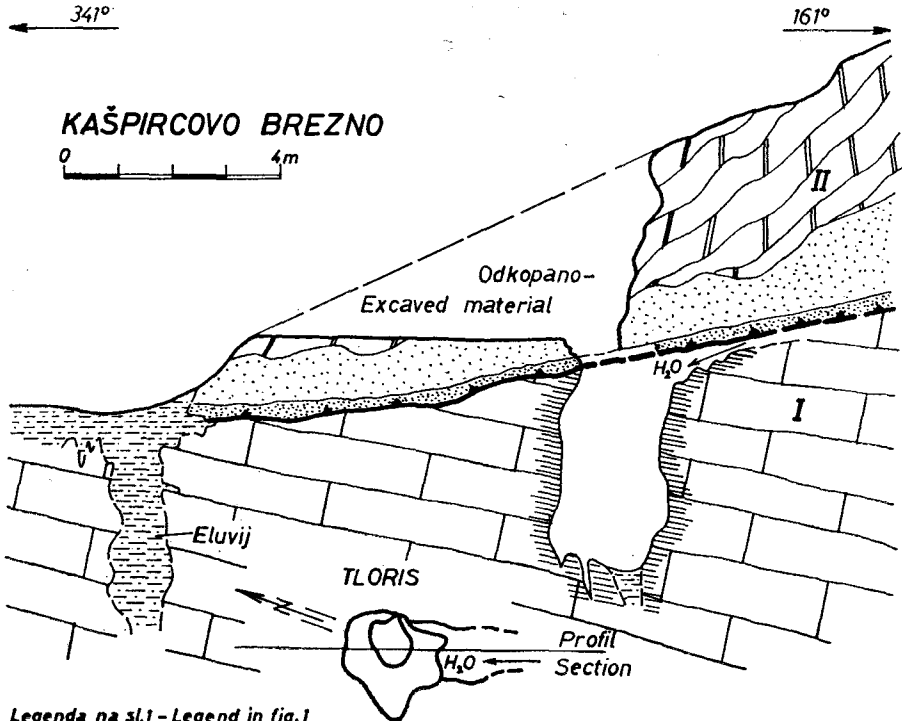 341°
161°
KAŠPIRCOVO BREZNO
0 4m
II
Odkopano-
Excaved material
H₂O
I
Eluvij
TLORIS
N
Profil
H₂O
Section
Legenda na sl.1 - Legend in fig.1